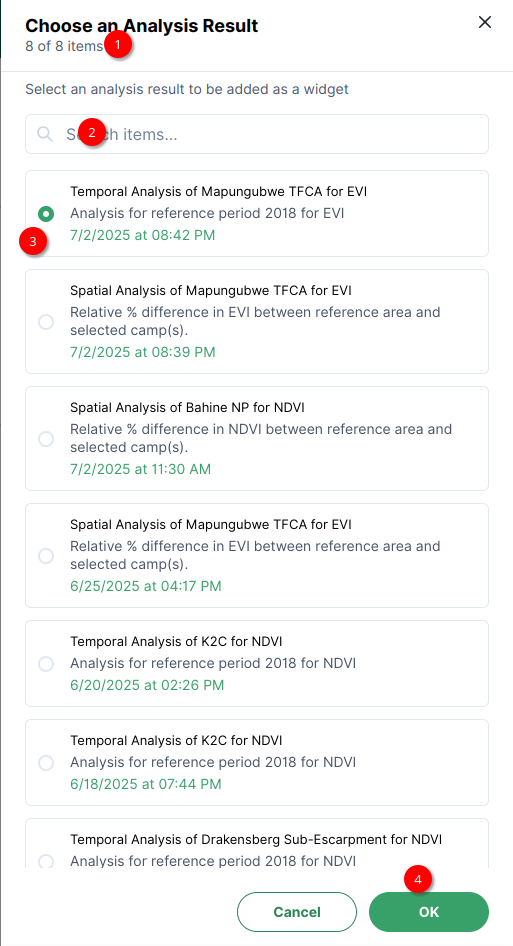 Choose an Analysis Result
8 of 8 items
1
Select an analysis result to be added as a widget
2
Search items...
Temporal Analysis of Mapungubwe TFCA for EVI
Analysis for reference period 2018 for EVI
7/2/2025 at 08:42 PM
3
Spatial Analysis of Mapungubwe TFCA for EVI
Relative % difference in EVI between reference area and
selected camp(s).
7/2/2025 at 08:39 PM
Spatial Analysis of Bahine NP for NDVI
Relative % difference in NDVI between reference area and
selected camp(s).
7/2/2025 at 11:30 AM
Spatial Analysis of Mapungubwe TFCA for EVI
Relative % difference in EVI between reference area and
selected camp(s).
6/25/2025 at 04:17 PM
Temporal Analysis of K2C for NDVI
Analysis for reference period 2018 for NDVI
6/20/2025 at 02:26 PM
Temporal Analysis of K2C for NDVI
Analysis for reference period 2018 for NDVI
6/18/2025 at 07:44 PM
Temporal Analysis of Drakensberg Sub-Escarpment for NDVI
Analysis for reference period 2018 for NDVI
4
Cancel
OK